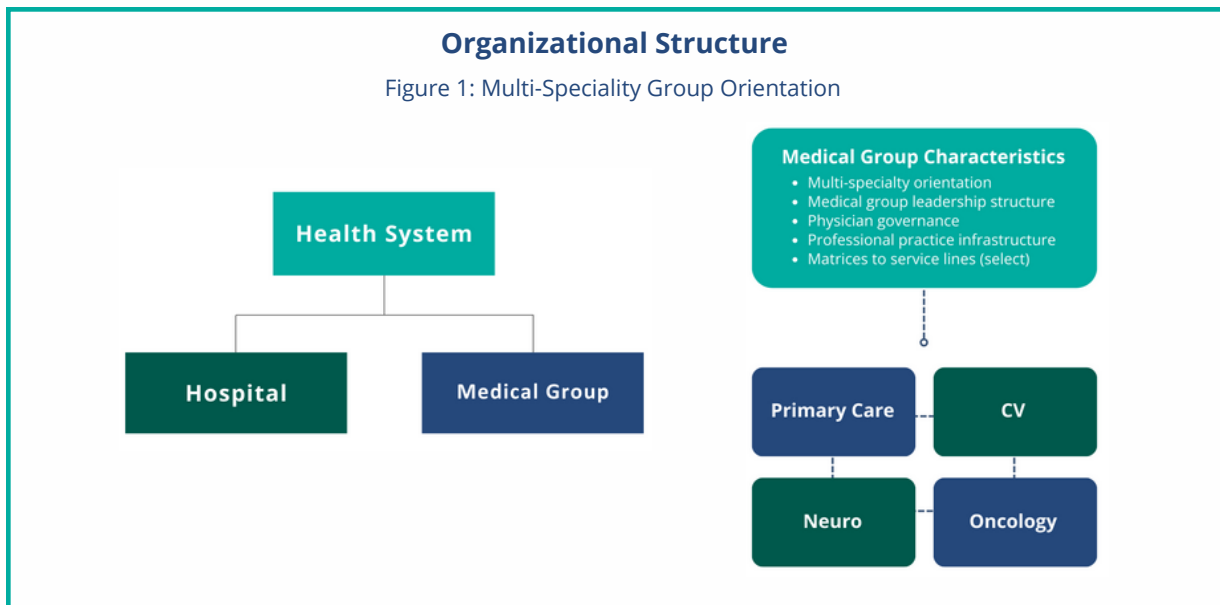 Organizational Structure
Figure 1: Multi-Speciality Group Orientation
Health System
Hospital
Medical Group
Medical Group Characteristics
• Multi-specialty orientation
• Medical group leadership structure
• Physician governance
• Professional practice infrastructure
• Matrices to service lines (select)
Primary Care
CV
Neuro
Oncology